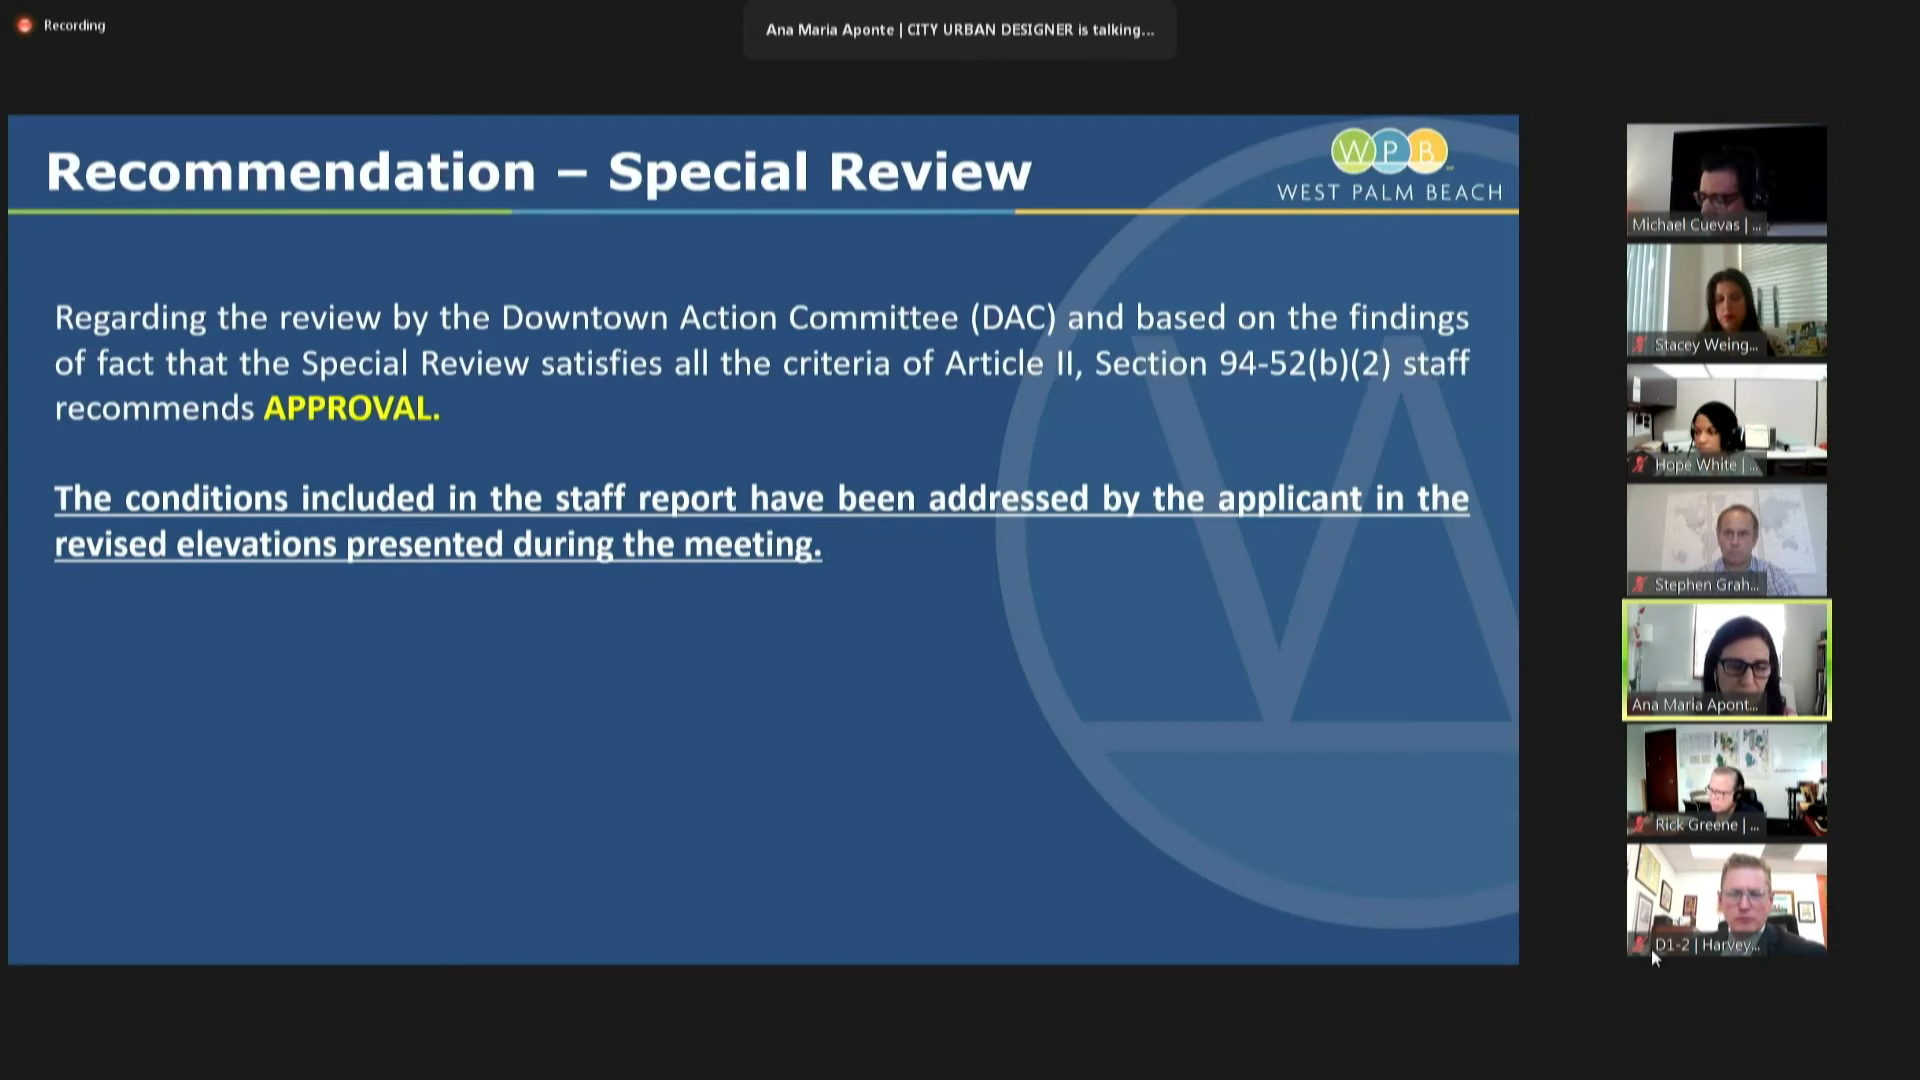 Recording
Ana Maria Aponte | CITY URBAN DESIGNER is talking...
Recommendation – Special Review
WPB
WEST PALM BEACH
Regarding the review by the Downtown Action Committee (DAC) and based on the findings
of fact that the Special Review satisfies all the criteria of Article II, Section 94-52(b)(2) staff
recommends APPROVAL.
The conditions included in the staff report have been addressed by the applicant in the
revised elevations presented during the meeting.
Michael Cuevas | ...
Stacey Weing...
Hope White | ...
Stephen Grah...
Ana Maria Apont...
Rick Greene | ...
D1-2 | Harvey...